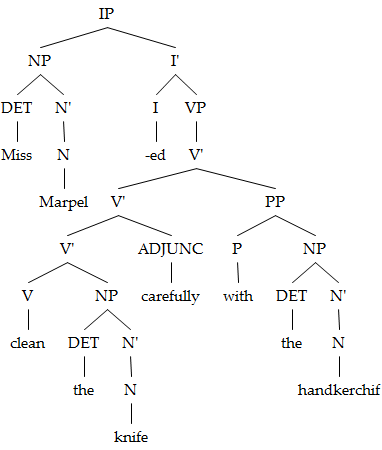 IP
NP I'
DET N' I VP
Miss N -ed V'
Marpel V' PP
V' ADJUNC P NP
V NP carefully with DET N'
clean DET N' the N
the N handkerchif
knife